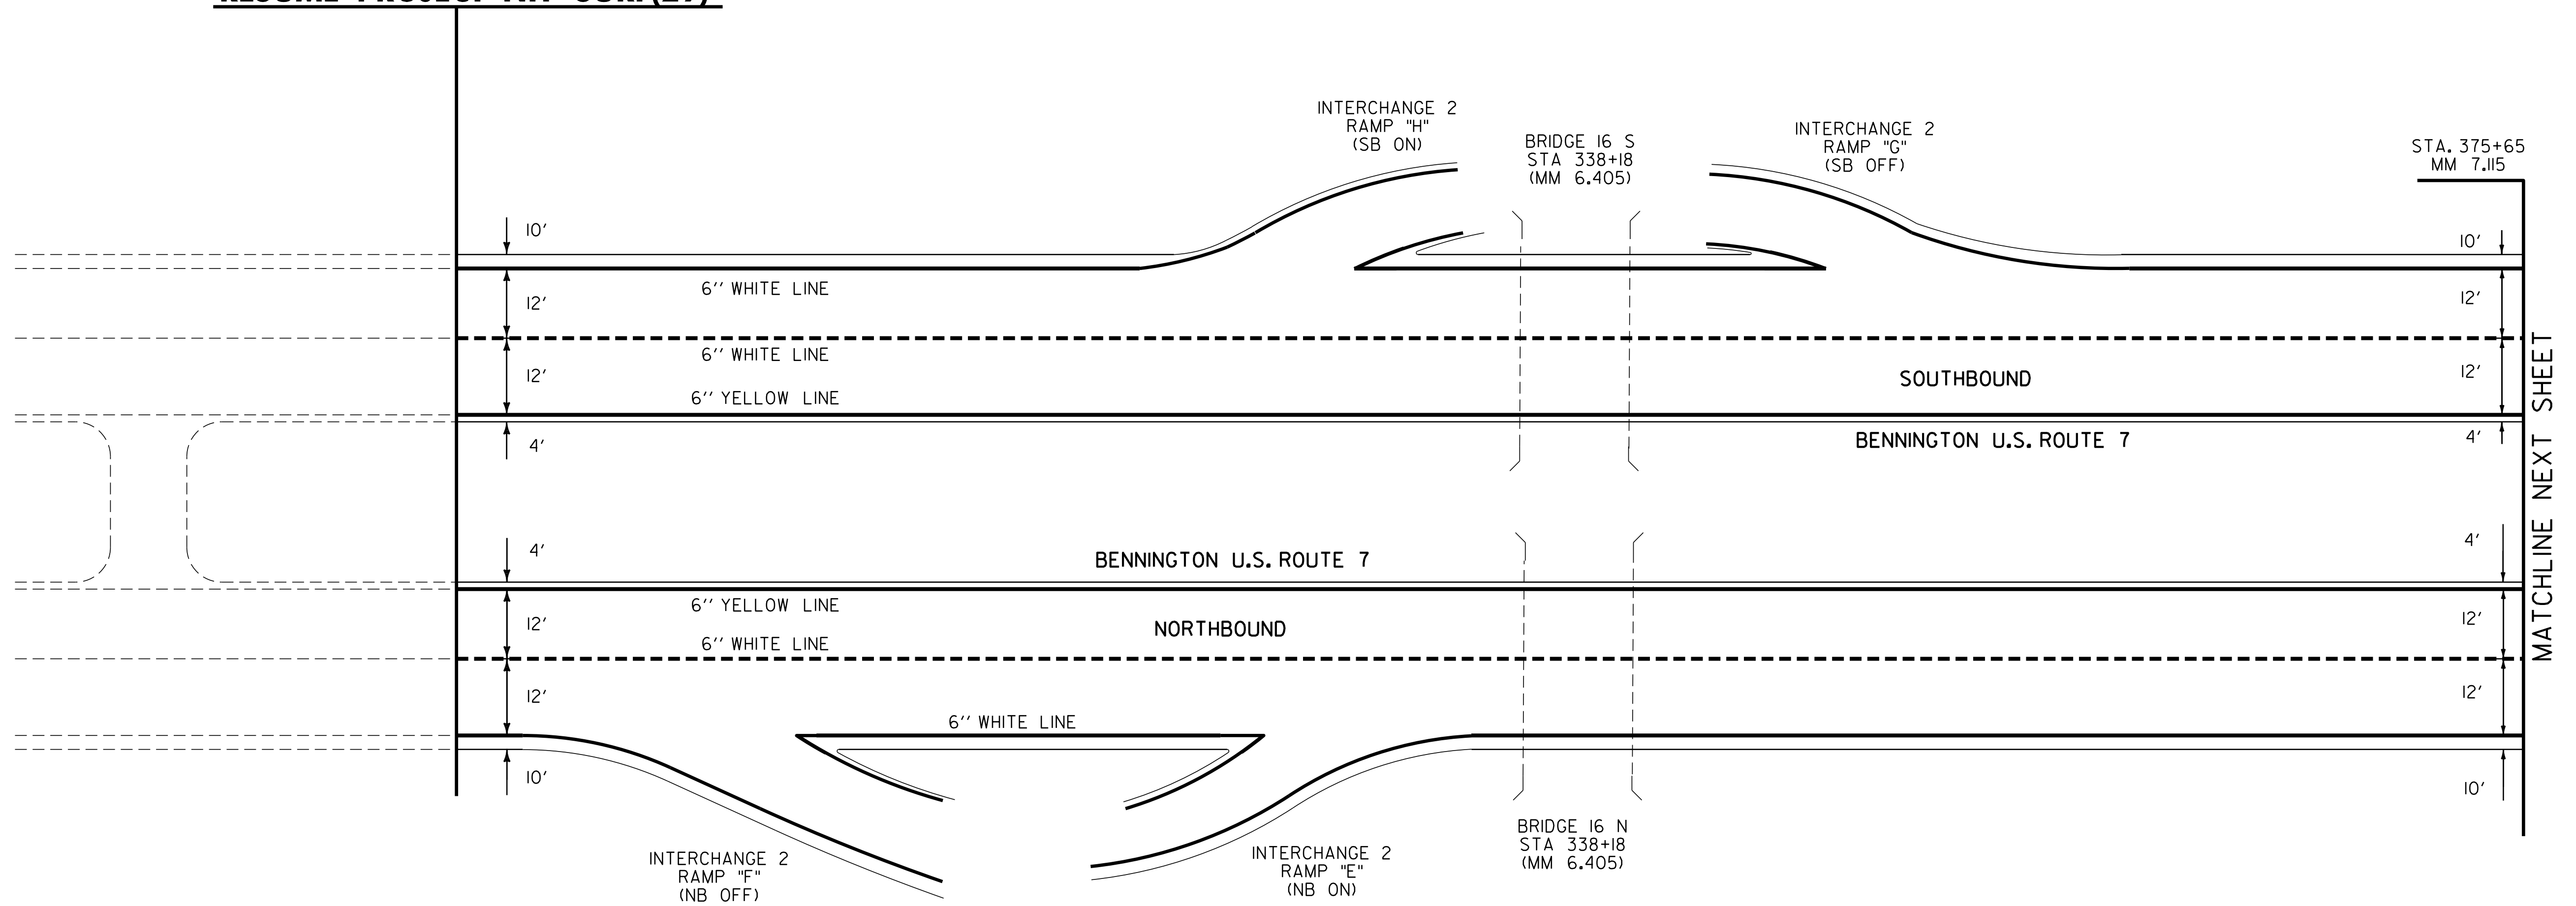 INTERCHANGE 2
RAMP "H"
(SB ON)
BRIDGE 16 S
STA 338+18
(MM 6.405)
INTERCHANGE 2
RAMP "G"
(SB OFF)
STA. 375+65
MM 7.115
10'
10'
6'' WHITE LINE
12'
12'
6'' WHITE LINE
12'
12'
SOUTHBOUND
6'' YELLOW LINE
4'
BENNINGTON U.S. ROUTE 7
4'
MATCHLINE NEXT SHEET
4'
BENNINGTON U.S. ROUTE 7
4'
6'' YELLOW LINE
12'
NORTHBOUND
12'
6'' WHITE LINE
12'
12'
6'' WHITE LINE
10'
10'
BRIDGE 16 N
STA 338+18
(MM 6.405)
INTERCHANGE 2
RAMP "F"
(NB OFF)
INTERCHANGE 2
RAMP "E"
(NB ON)